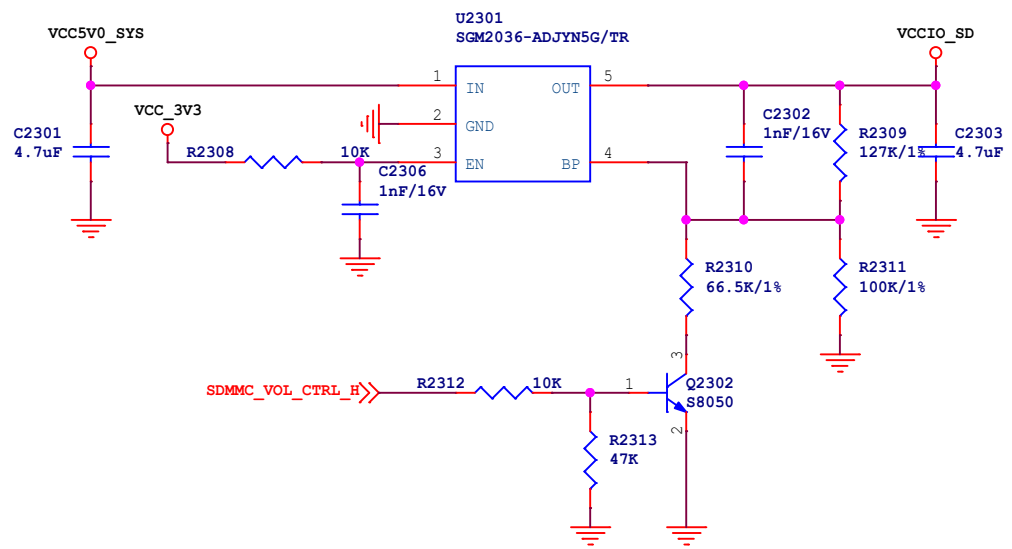 U2301
SGM2036-ADJYN5G/TR
VCC5V0_SYS
VCCIO_SD
1
IN
OUT
5
VCC_3V3
2
GND
C2302
1nF/16V
C2301
4.7uF
R2309
127K/1%
C2303
4.7uF
R2308
10K
3
EN
BP
4
C2306
1nF/16V
R2310
66.5K/1%
R2311
100K/1%
3
SDMMC_VOL_CTRL_H
R2312
10K
1
Q2302
S8050
2
R2313
47K